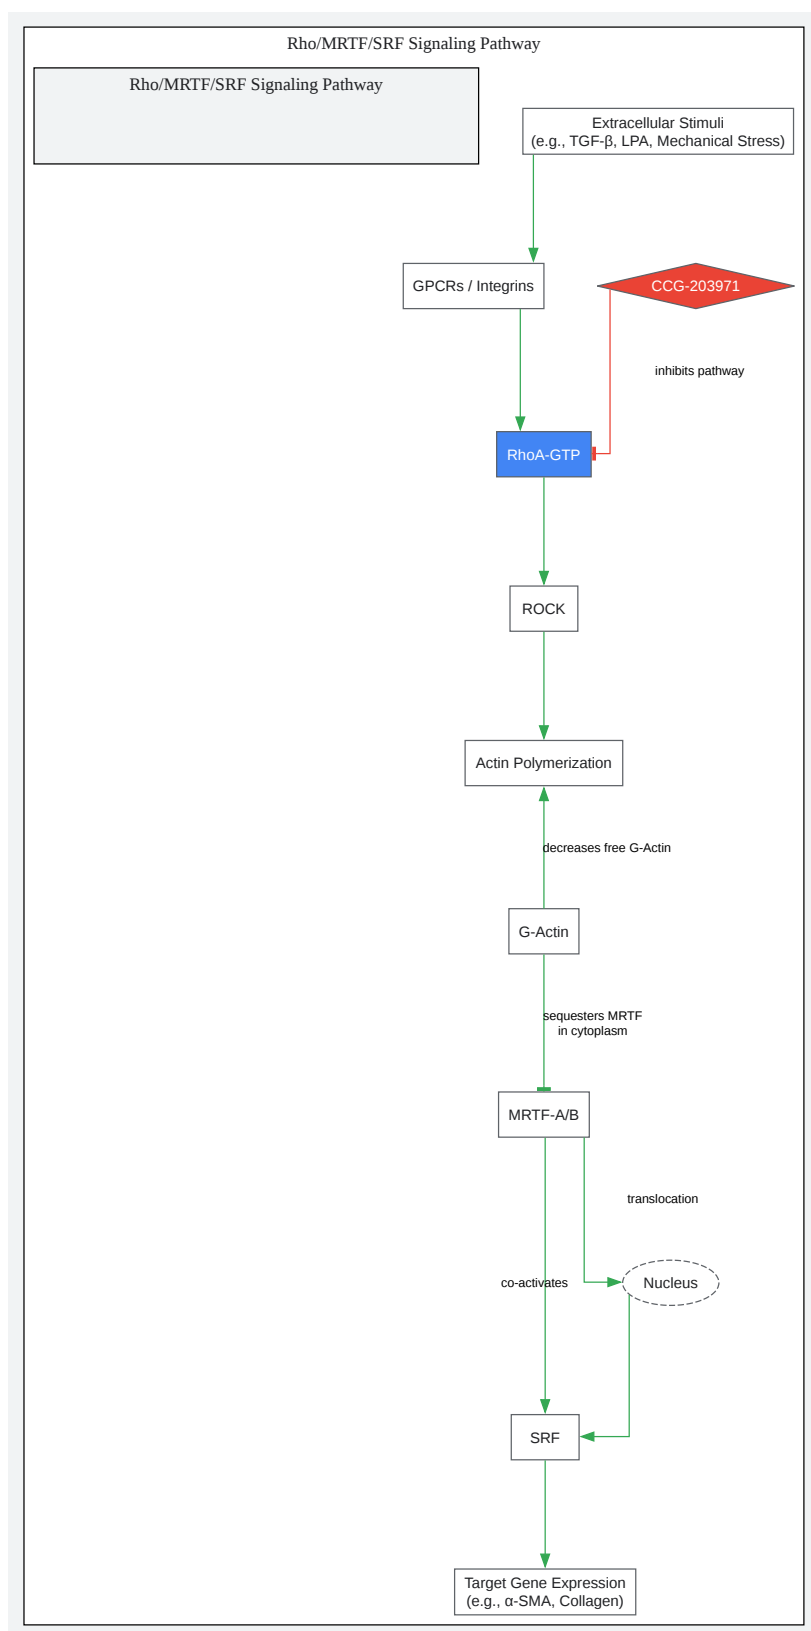 Rho/MRTF/SRF Signaling Pathway
Rho/MRTF/SRF Signaling Pathway
Extracellular Stimuli
(e.g., TGF-β, LPA, Mechanical Stress)
GPCRs / Integrins
CCG-203971
inhibits pathway
RhoA-GTP
ROCK
Actin Polymerization
decreases free G-Actin
G-Actin
sequesters MRTF
in cytoplasm
MRTF-A/B
translocation
co-activates
Nucleus
SRF
Target Gene Expression
(e.g., α-SMA, Collagen)